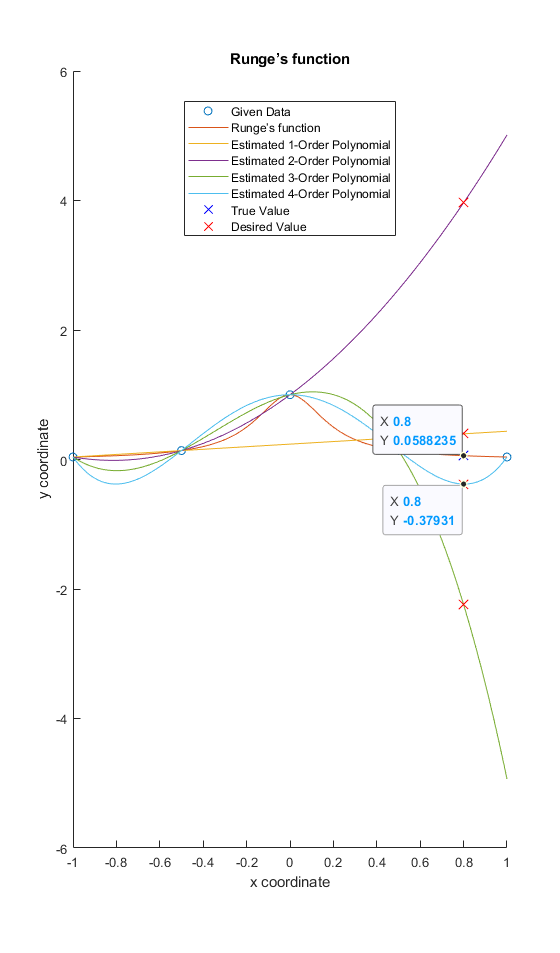 Runge's function
Given Data
Runge's function
Estimated 1-Order Polynomial
Estimated 2-Order Polynomial
Estimated 3-Order Polynomial
Estimated 4-Order Polynomial
True Value
Desired Value
6
4
2
0
-2
-4
-6
y coordinate
X 0.8
Y 0.0588235
X 0.8
Y -0.37931
-1 -0.8 -0.6 -0.4 -0.2 0 0.2 0.4 0.6 0.8 1
x coordinate